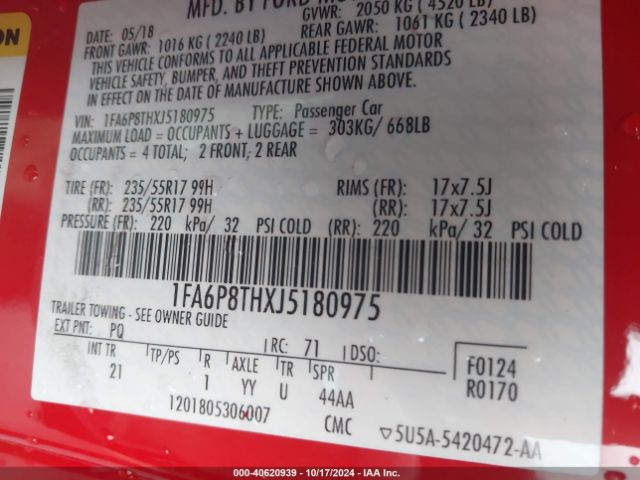 MFD. BY FORD MO
GVWR: 2050 KG ( 4520 LB)
DATE: 05/18
REAR GAWR: 1061 KG ( 2340 LB)
FRONT GAWR: 1016 KG ( 2240 LB)
THIS VEHICLE CONFORMS TO ALL APPLICABLE FEDERAL MOTOR
VEHICLE SAFETY, BUMPER, AND THEFT PREVENTION STANDARDS
IN EFFECT ON THE DATE OF MANUFACTURE SHOWN ABOVE.
VIN: 1FA6P8THXJ5180975 TYPE: Passenger Car
MAXIMUM LOAD = OCCUPANTS + LUGGAGE = 303KG/ 668LB
OCCUPANTS = 4 TOTAL; 2 FRONT, 2 REAR
TIRE (FR): 235/55R17 99H RIMS (FR): 17x7.5J
(RR): 235/55R17 99H (RR): 17x7.5J
PRESSURE (FR): 220 kPa/ 32 PSI COLD (RR): 220 kPa/ 32 PSI COLD
1FA6P8THXJ5180975
TRAILER TOWING - SEE OWNER GUIDE
EXT PNT: PQ RC: 71 DSO:
F0124
R0170
INT TR TP/PS R AXLE TR SPR
21 1 YY U 44AA
1201805306007 CMC ▽5U5A-5420472-AA
ON
000-40620939 - 10/17/2024 - IAA Inc.